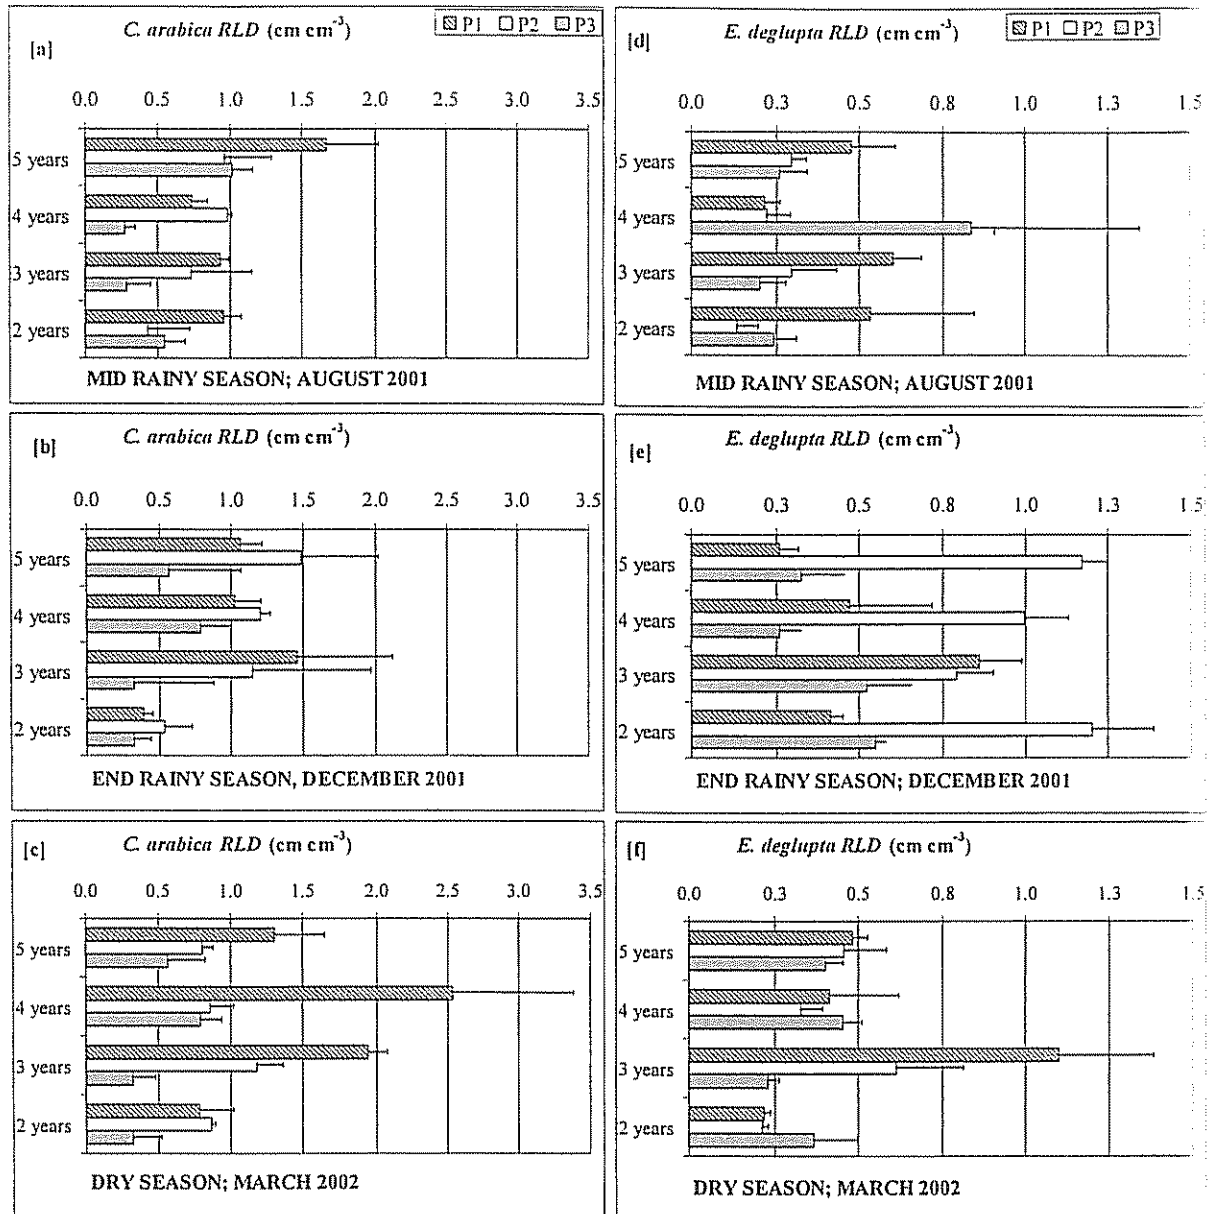 [a]
C. arabica RLD (cm cm⁻³)
P1 P2 P3
0.0 0.5 1.0 1.5 2.0 2.5 3.0 3.5
5 years
4 years
3 years
2 years
MID RAINY SEASON; AUGUST 2001
[d]
E. deglupta RLD (cm cm⁻³)
P1 P2 P3
0.0 0.3 0.5 0.8 1.0 1.3 1.5
5 years
4 years
3 years
2 years
MID RAINY SEASON; AUGUST 2001
[b]
C. arabica RLD (cm cm⁻³)
0.0 0.5 1.0 1.5 2.0 2.5 3.0 3.5
5 years
4 years
3 years
2 years
END RAINY SEASON, DECEMBER 2001
[e]
E. deglupta RLD (cm cm⁻³)
0.0 0.3 0.5 0.8 1.0 1.3 1.5
5 years
4 years
3 years
2 years
END RAINY SEASON; DECEMBER 2001
[c]
C. arabica RLD (cm cm⁻³)
0.0 0.5 1.0 1.5 2.0 2.5 3.0 3.5
5 years
4 years
3 years
2 years
DRY SEASON; MARCH 2002
[f]
E. deglupta RLD (cm cm⁻³)
0.0 0.3 0.5 0.8 1.0 1.3 1.5
5 years
4 years
3 years
2 years
DRY SEASON; MARCH 2002